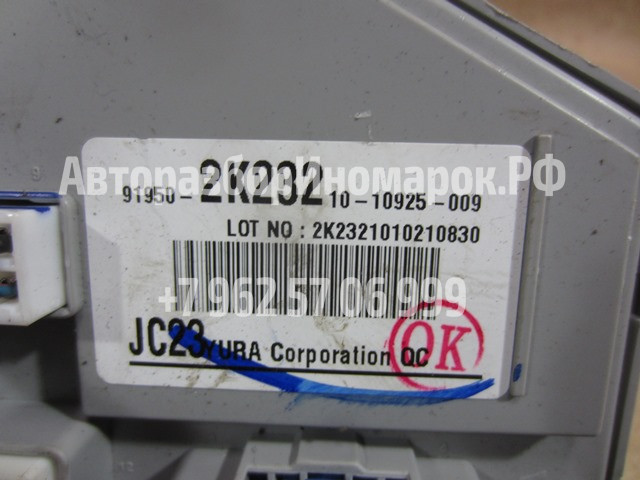 АвторазборИномарок.РФ
91950- 2K232 10-10925-009
LOT NO : 2K2321010210830
+7 962 57 06 999
JC23/URA Corporation QC
OK